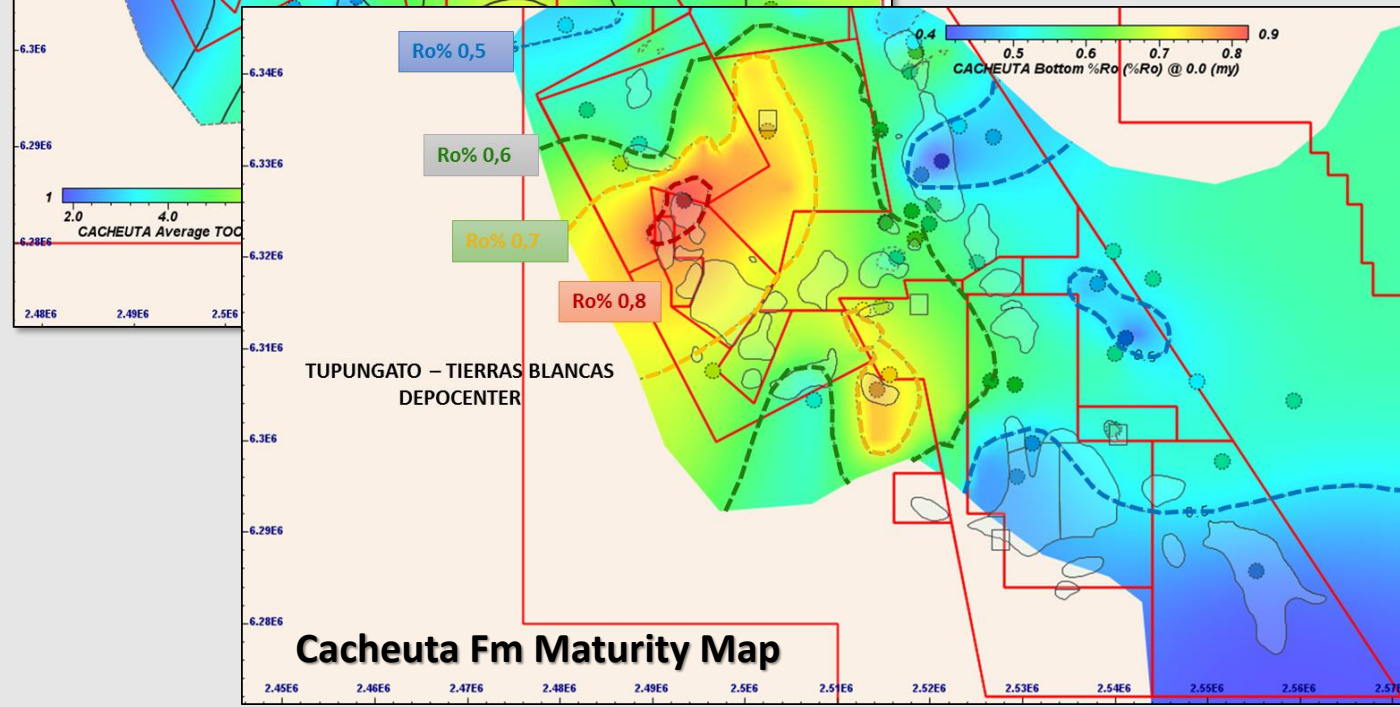 6.3E6
6.29E6
6.28E6
1
2.0
4.0
CACHEUTA Average TOC
2.48E6
2.49E6
2.5E6
Ro% 0,5
Ro% 0,6
Ro% 0,7
Ro% 0,8
0.4
0.9
0.5
0.6
0.7
0.8
CACHEUTA Bottom %Ro (%Ro) @ 0.0 (my)
6.34E6
6.33E6
6.32E6
6.31E6
6.3E6
6.29E6
6.28E6
TUPUNGATO – TIERRAS BLANCAS
DEPOCENTER
0.5
0.5
Cacheuta Fm Maturity Map
2.45E6
2.46E6
2.47E6
2.48E6
2.49E6
2.5E6
2.51E6
2.52E6
2.53E6
2.54E6
2.55E6
2.56E6